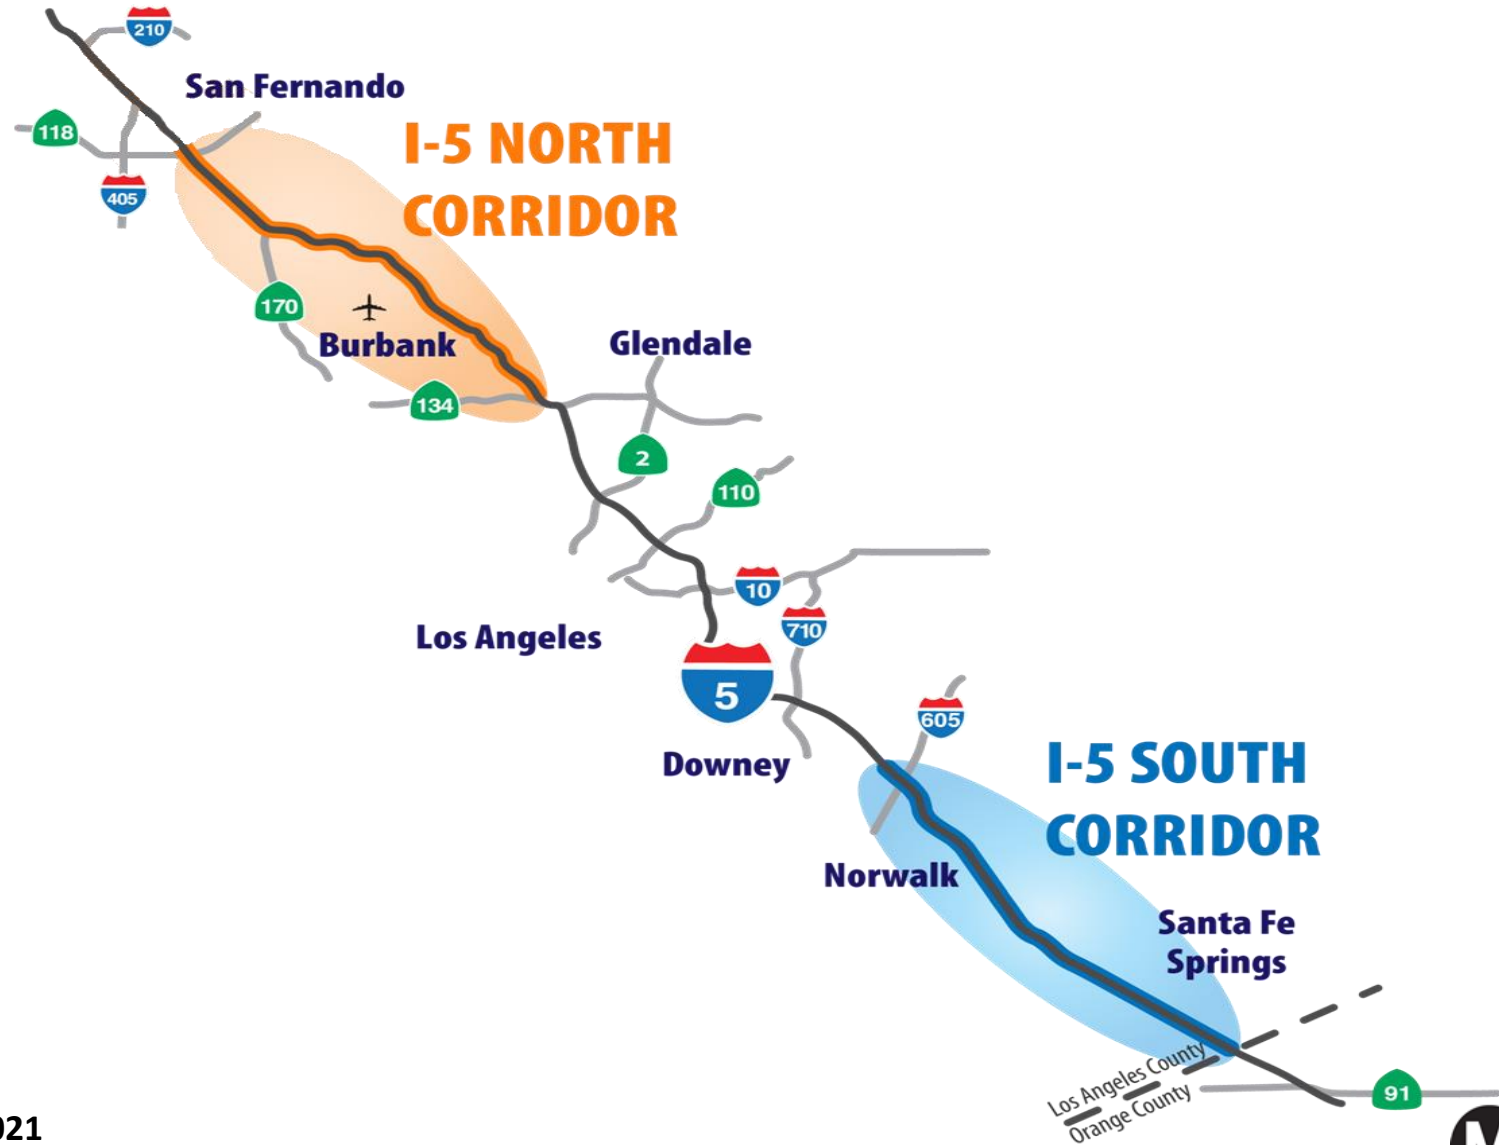 210
San Fernando
118
I-5 NORTH
CORRIDOR
405
170
Burbank
Glendale
134
2
110
10
Los Angeles
710
5
605
Downey
I-5 SOUTH
CORRIDOR
Norwalk
Santa Fe
Springs
Los Angeles County
Orange County
91
021